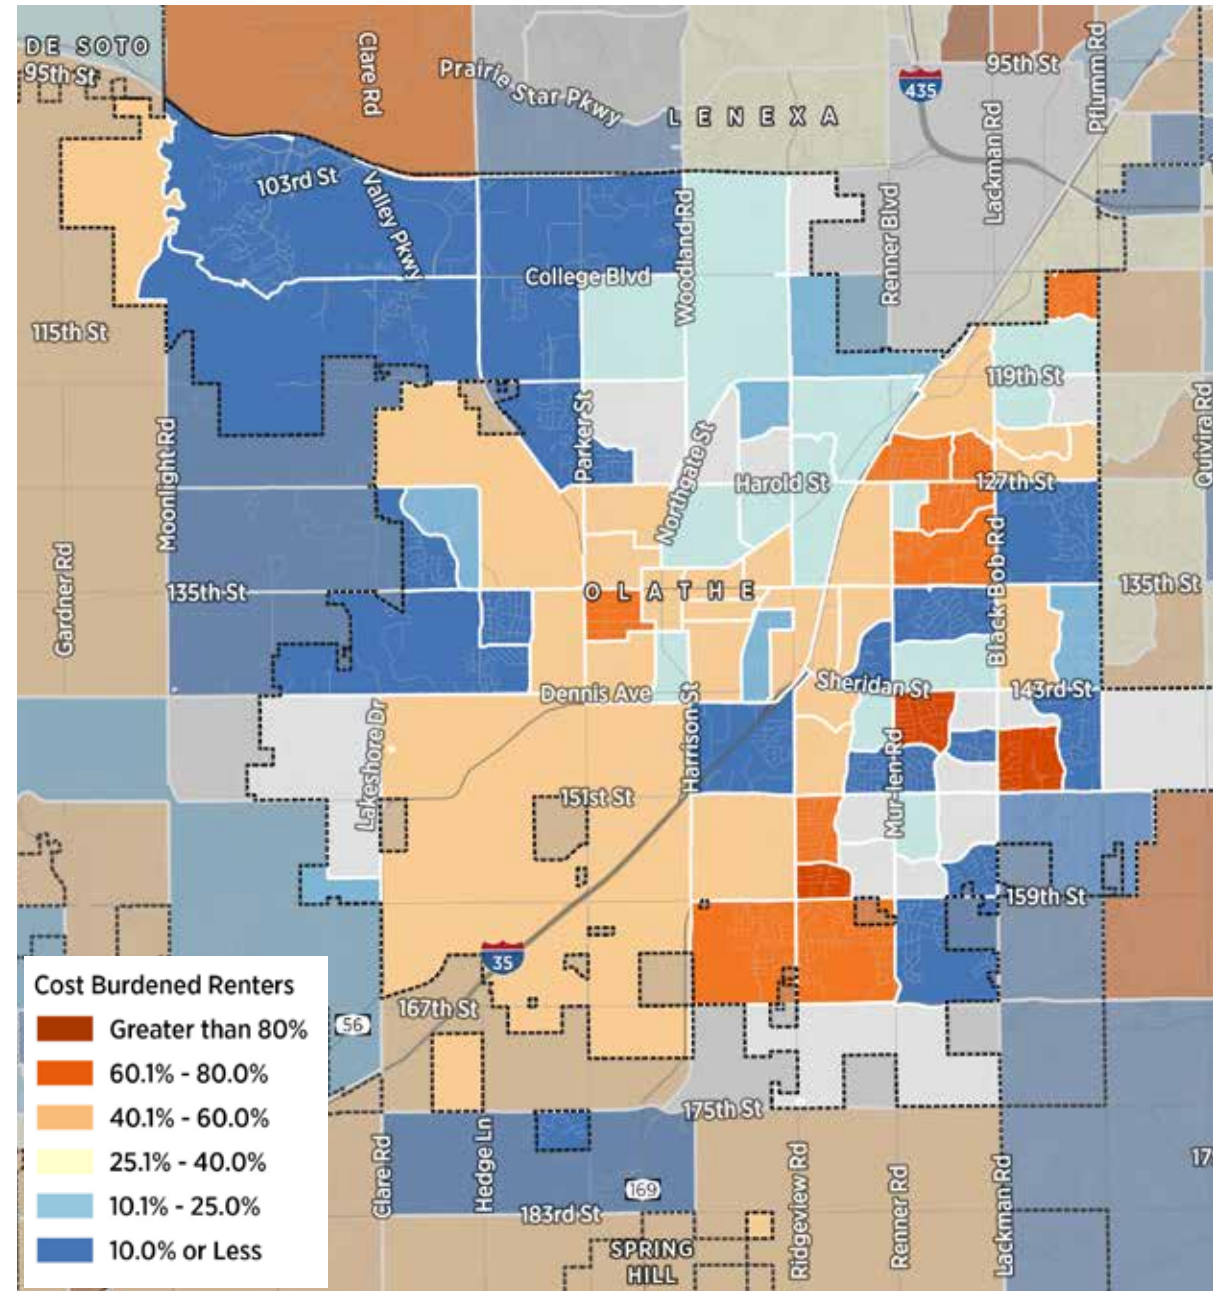 DE SOTO
95th St
Clare Rd
Prairie Star Pkwy
LENEXA
435
95th St
Lackman Rd
Pflumm Rd
103rd St
Valley Pkwy
Woodland Rd
Renner Blvd
College Blvd
115th St
119th St
Moonlight Rd
Parker St
Northgate St
Harold St
127th St
Quivira Rd
Gardner Rd
135th St
OLATHE
Black Bob Rd
135th St
Dennis Ave
Sheridan St
143rd St
Lakeshore Dr
Harrison St
Mur-len Rd
151st St
159th St
35
167th St
56
175th St
Clare Rd
Hedge Ln
169
183rd St
SPRING
HILL
Ridgeview Rd
Renner Rd
Lackman Rd
17
Cost Burdened Renters
Greater than 80%
60.1% - 80.0%
40.1% - 60.0%
25.1% - 40.0%
10.1% - 25.0%
10.0% or Less